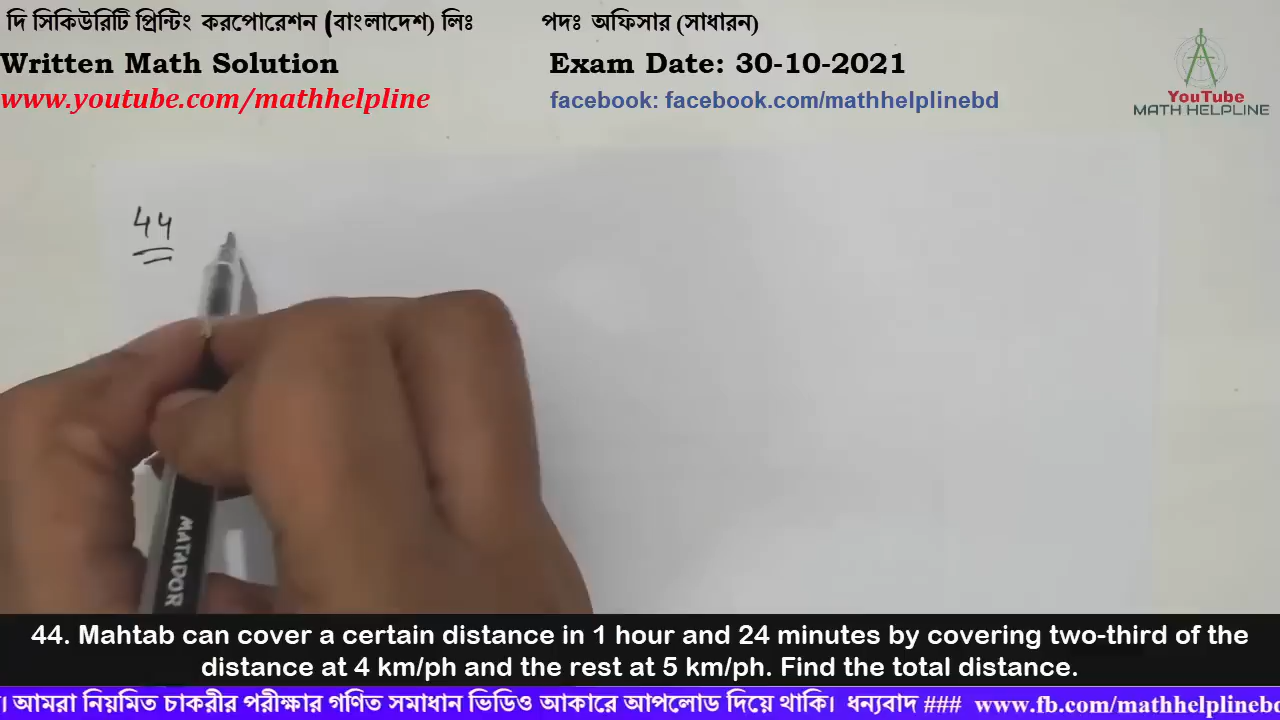 দি সিকিউরিটি প্রিন্টিং করপোরেশন (বাংলাদেশ) লিঃ পদঃ অফিসার (সাধারন)
Written Math Solution Exam Date: 30-10-2021
www.youtube.com/mathhelpline facebook: facebook.com/mathhelplinebd
YouTube
MATH HELPLINE
44
MATADOR
44. Mahtab can cover a certain distance in 1 hour and 24 minutes by covering two-third of the
distance at 4 km/ph and the rest at 5 km/ph. Find the total distance.
। আমরা নিয়মিত চাকরীর পরীক্ষার গণিত সমাধান ভিডিও আকারে আপলোড দিয়ে থাকি। ধন্যবাদ ### www.fb.com/mathhelplinebd